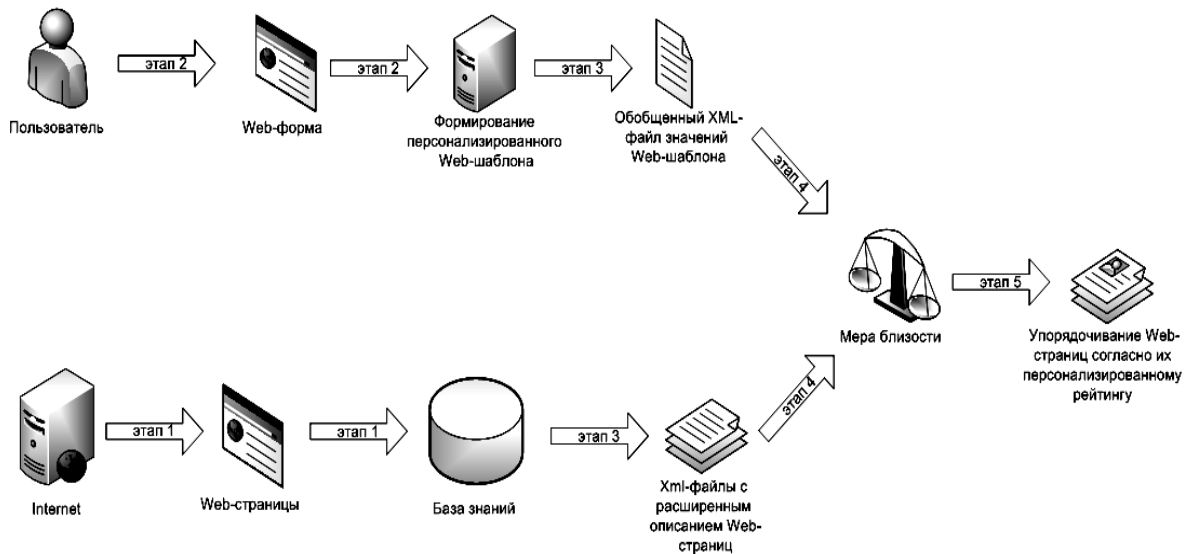 этап 2
этап 2
этап 3
Пользователь
Web-форма
Формирование
персонализированного
Web-шаблона
Обобщенный XML-
файл значений
Web-шаблона
этап 4
этап 5
Мера близости
Упорядочивание Web-
страниц согласно их
персонализированному
рейтингу
этап 4
этап 1
этап 1
этап 3
Internet
Web-страницы
База знаний
Xml-файлы с
расширенным
описанием Web-
страниц